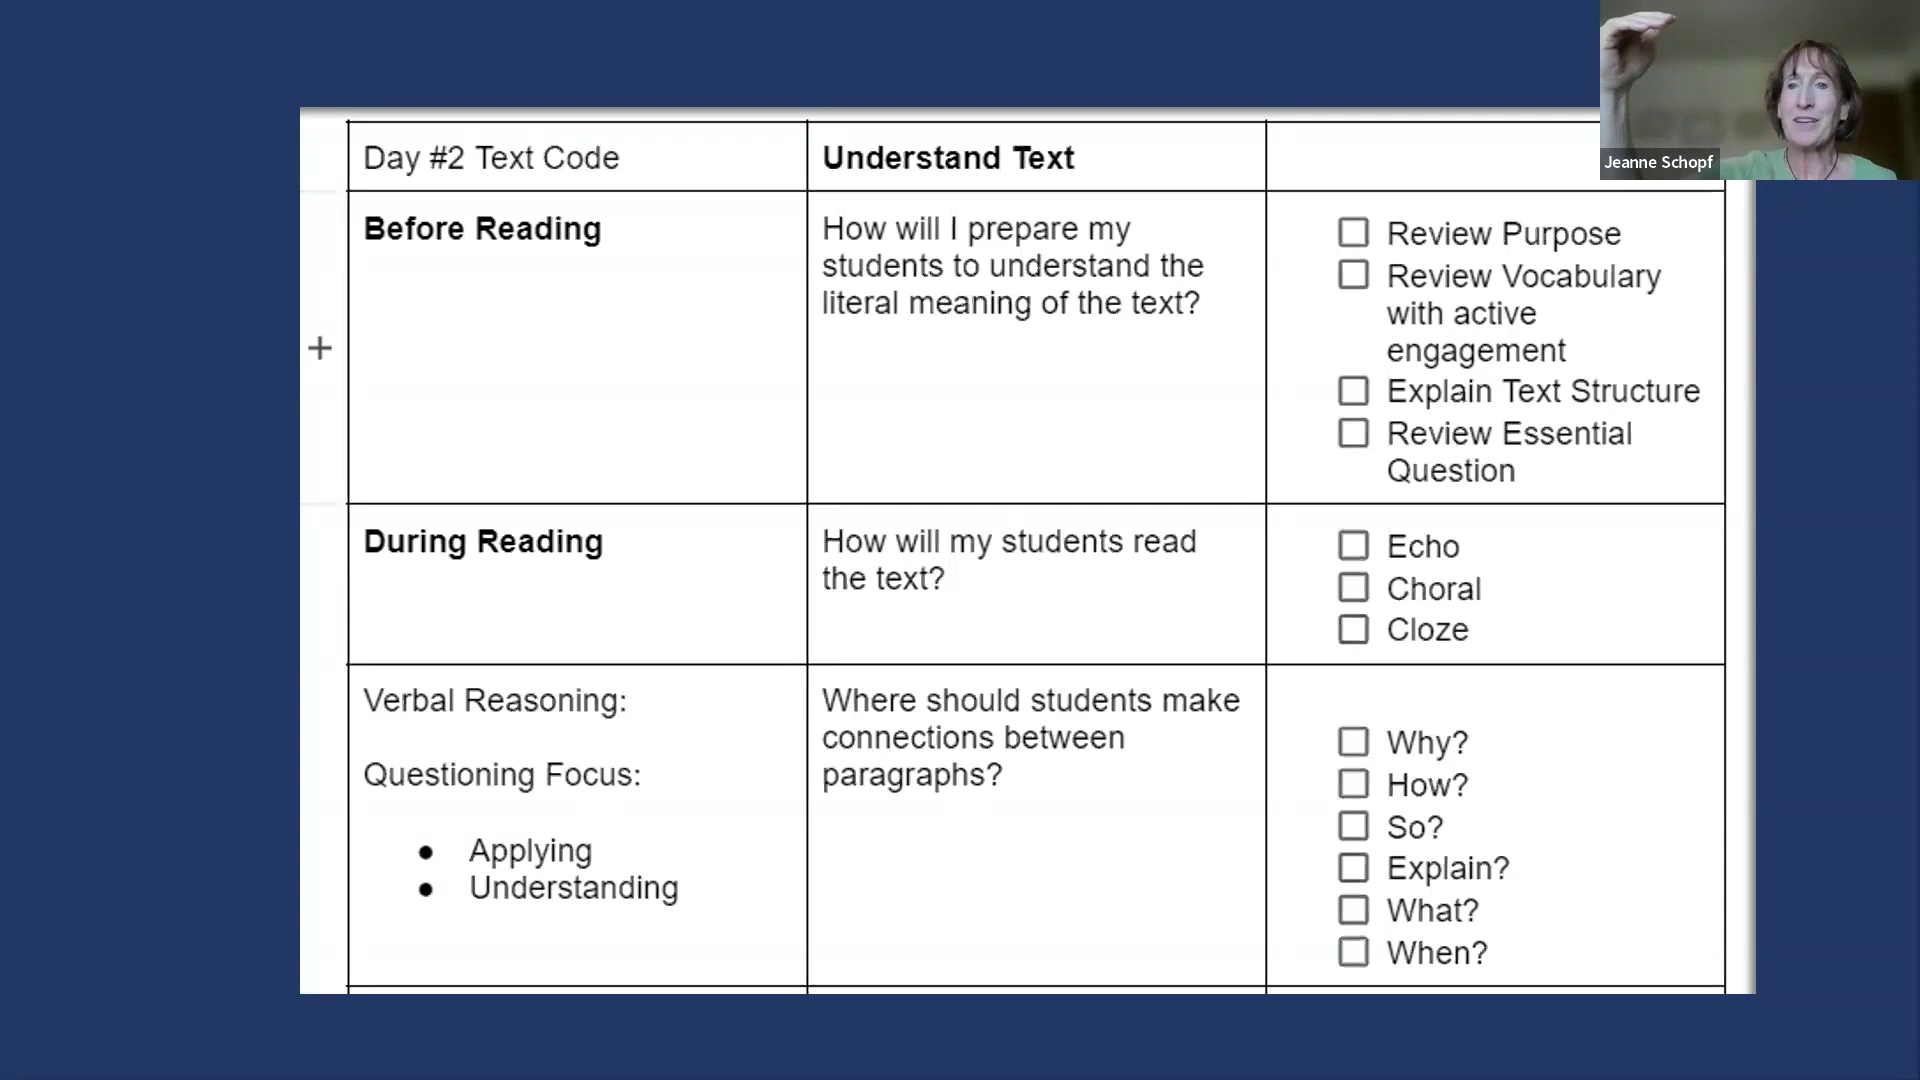 Day #2 Text Code
Understand Text
Jeanne Schopf
Before Reading
How will I prepare my
students to understand the
literal meaning of the text?
Review Purpose
Review Vocabulary
with active
engagement
Explain Text Structure
Review Essential
Question
During Reading
How will my students read
the text?
Echo
Choral
Cloze
Verbal Reasoning:
Questioning Focus:
• Applying
• Understanding
Where should students make
connections between
paragraphs?
Why?
How?
So?
Explain?
What?
When?